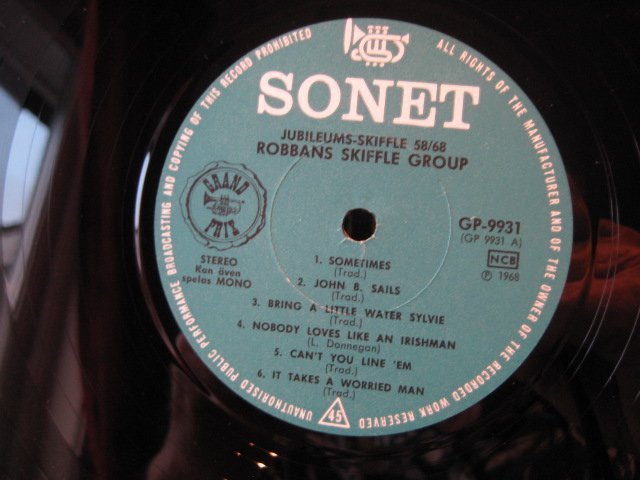 UNAUTHORISED PUBLIC PERFORMANCE BROADCASTING AND COPYING OF THIS RECORD PROHIBITED
ALL RIGHTS OF THE MANUFACTURER AND OF THE OWNER OF THE RECORDED WORK RESERVED
SONET
JUBILEUMS-SKIFFLE 58/68
ROBBANS SKIFFLE GROUP
GRAND
PRIX
STEREO
Kan även
spelas MONO
GP-9931
(GP 9931 A)
NCB
℗ 1968
1. SOMETIMES
(Trad.)
2. JOHN B. SAILS
(Trad.)
3. BRING A LITTLE WATER SYLVIE
(Trad.)
4. NOBODY LOVES LIKE AN IRISHMAN
(L. Donnegan)
5. CAN'T YOU LINE 'EM
(Trad.)
6. IT TAKES A WORRIED MAN
(Trad.)
45